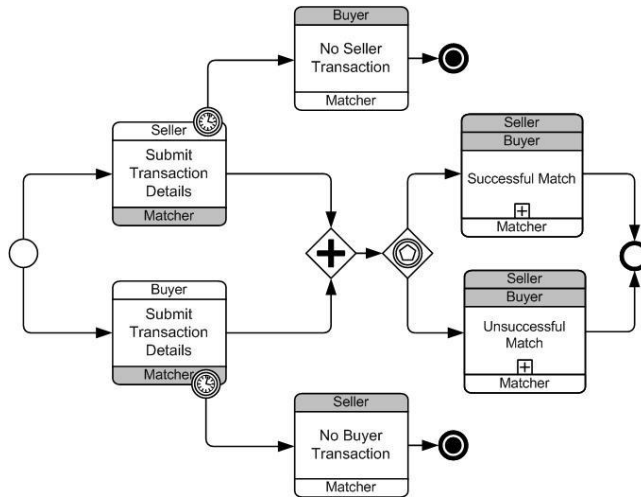 Buyer
No Seller
Transaction
Matcher
Seller
Submit
Transaction
Details
Matcher
Buyer
Submit
Transaction
Details
Matcher
Seller
No Buyer
Transaction
Matcher
Seller
Buyer
Successful Match
Matcher
Seller
Buyer
Unsuccessful
Match
Matcher